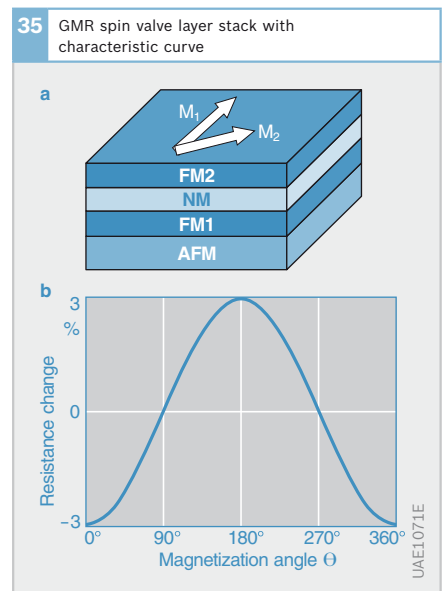 35 GMR spin valve layer stack with
characteristic curve
a
M₁
M₂
FM2
NM
FM1
AFM
b
3
%
0
−3
Resistance change
0° 90° 180° 270° 360°
Magnetization angle Θ
UAE1071E